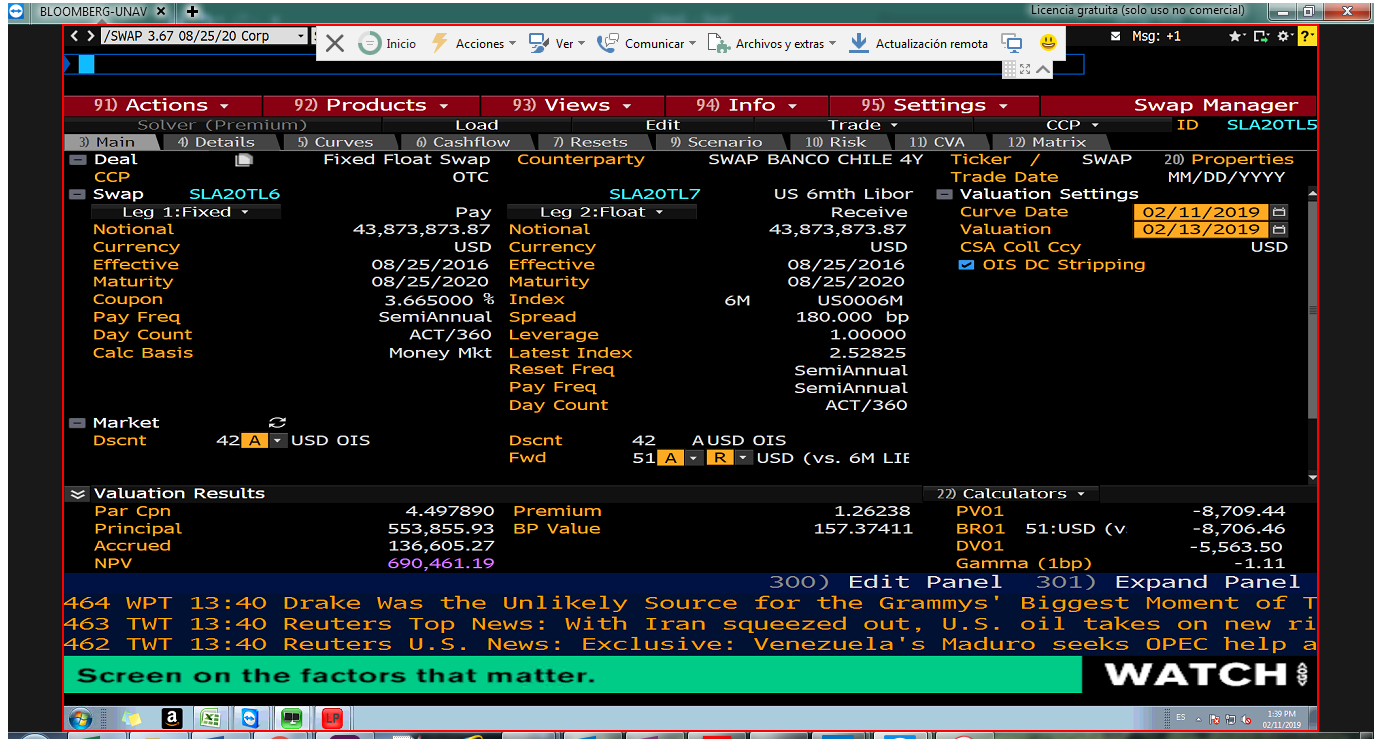 BLOOMBERG-UNAV
Licencia gratuita (solo uso no comercial)
/SWAP 3.67 08/25/20 Corp
Inicio Acciones Ver Comunicar Archivos y extras Actualización remota
Msg: +1
91) Actions 92) Products 93) Views 94) Info 95) Settings Swap Manager
Solver (Premium) Load Edit Trade CCP ID SLA20TL5
3) Main 4) Details 5) Curves 6) Cashflow 7) Resets 9) Scenario 10) Risk 11) CVA 12) Matrix
Deal Fixed Float Swap Counterparty SWAP BANCO CHILE 4Y Ticker / SWAP 20) Properties
CCP OTC Trade Date MM/DD/YYYY
Swap SLA20TL6 SLA20TL7 US 6mth Libor Valuation Settings
Leg 1:Fixed Pay Leg 2:Float Receive Curve Date 02/11/2019
Notional 43,873,873.87 Notional 43,873,873.87 Valuation 02/13/2019
Currency USD Currency USD CSA Coll Ccy USD
Effective 08/25/2016 Effective 08/25/2016 OIS DC Stripping
Maturity 08/25/2020 Maturity 08/25/2020
Coupon 3.665000 % Index 6M US0006M
Pay Freq SemiAnnual Spread 180.000 bp
Day Count ACT/360 Leverage 1.00000
Calc Basis Money Mkt Latest Index 2.52825
Reset Freq SemiAnnual
Pay Freq SemiAnnual
Day Count ACT/360
Market
Dscnt 42 A USD OIS Dscnt 42 A USD OIS
Fwd 51 A R USD (vs. 6M LIE
Valuation Results 22) Calculators
Par Cpn 4.497890 Premium 1.26238 PV01 -8,709.44
Principal 553,855.93 BP Value 157.37411 BR01 51:USD (v. -8,706.46
Accrued 136,605.27 DV01 -5,563.50
NPV 690,461.19 Gamma (1bp) -1.11
300) Edit Panel 301) Expand Panel
464 WPT 13:40 Drake Was the Unlikely Source for the Grammys' Biggest Moment of T
463 TWT 13:40 Reuters Top News: With Iran squeezed out, U.S. oil takes on new ri
462 TWT 13:40 Reuters U.S. News: Exclusive: Venezuela's Maduro seeks OPEC help a
Screen on the factors that matter. WATCH
ES 1:39 PM
02/11/2019